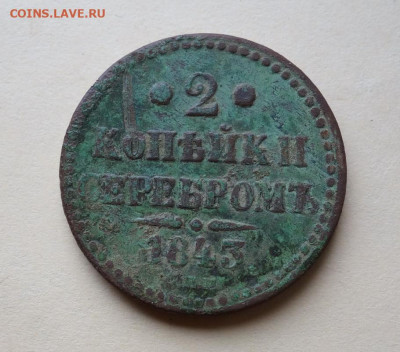 COINS.LAVE.RU
• 2 •
КОПѢЙКИ
СЕРЕБРОМЪ
1843